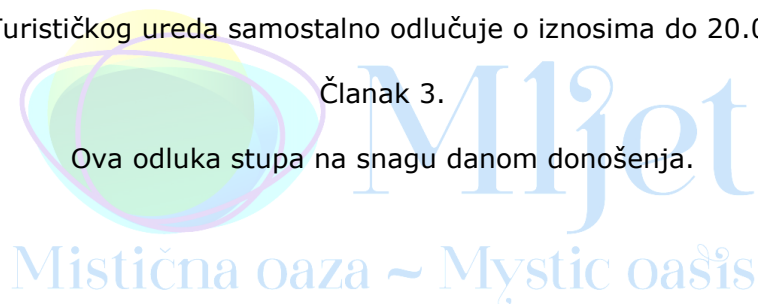 Turističkog ureda samostalno odlučuje o iznosima do 20.0
Članak 3.
Ova odluka stupa na snagu danom donošenja.
Mljet
Mistična oaza ~ Mystic oasis